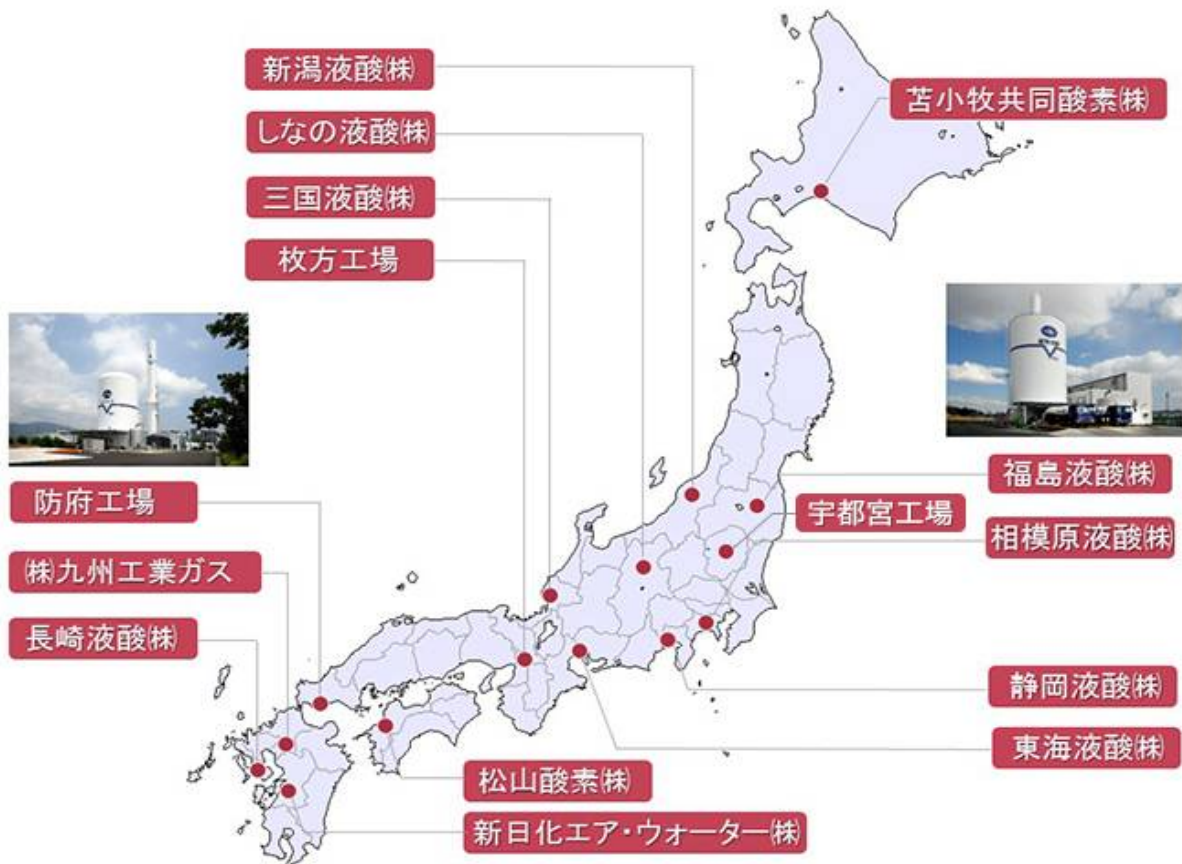 新潟液酸㈱
しなの液酸㈱
三国液酸㈱
枚方工場
苫小牧共同酸素㈱
防府工場
㈱九州工業ガス
長崎液酸㈱
福島液酸㈱
宇都宮工場
相模原液酸㈱
静岡液酸㈱
東海液酸㈱
松山酸素㈱
新日化エア・ウォーター㈱